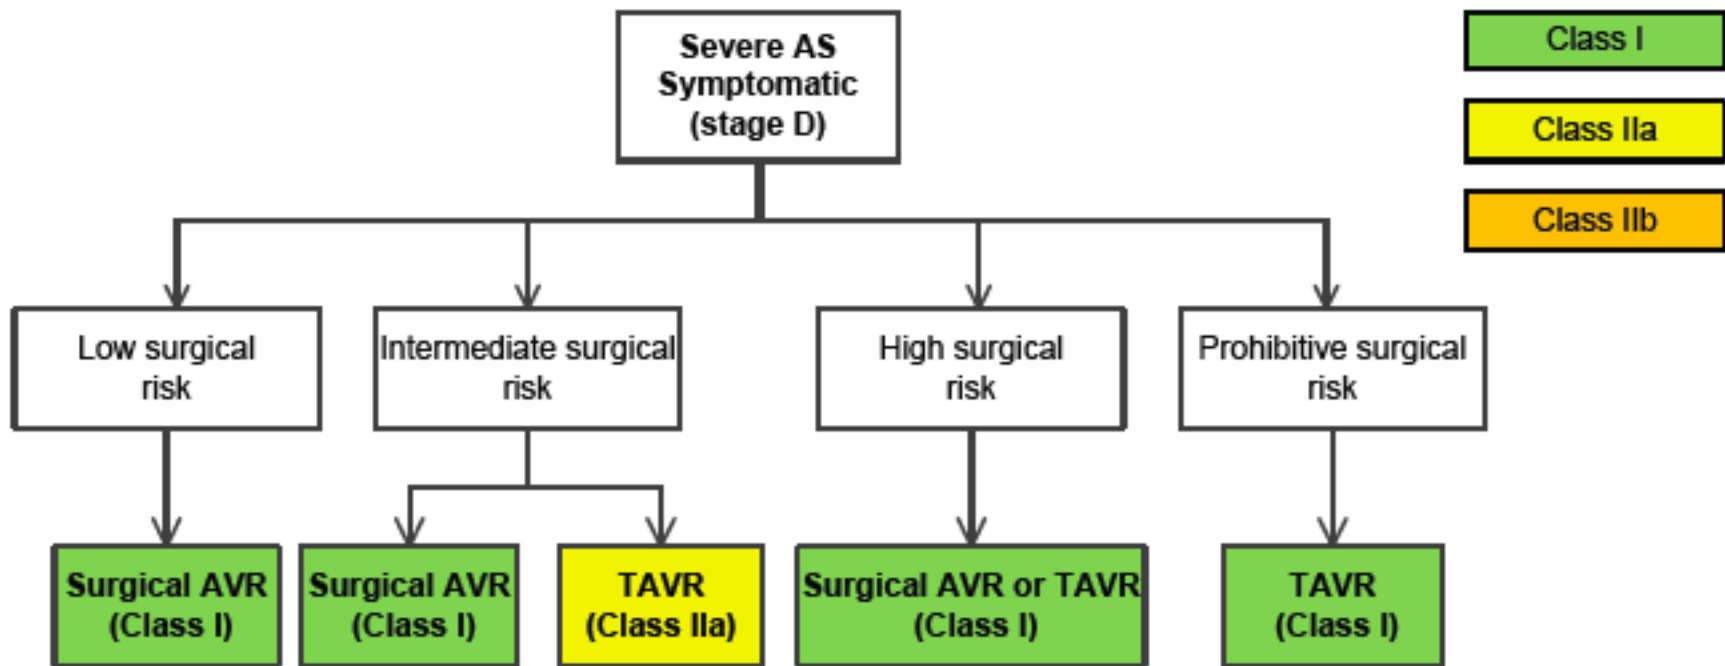 Severe AS
Symptomatic
(stage D)
Class I
Class IIa
Class IIb
Low surgical
risk
Intermediate surgical
risk
High surgical
risk
Prohibitive surgical
risk
Surgical AVR
(Class I)
Surgical AVR
(Class I)
TAVR
(Class IIa)
Surgical AVR or TAVR
(Class I)
TAVR
(Class I)